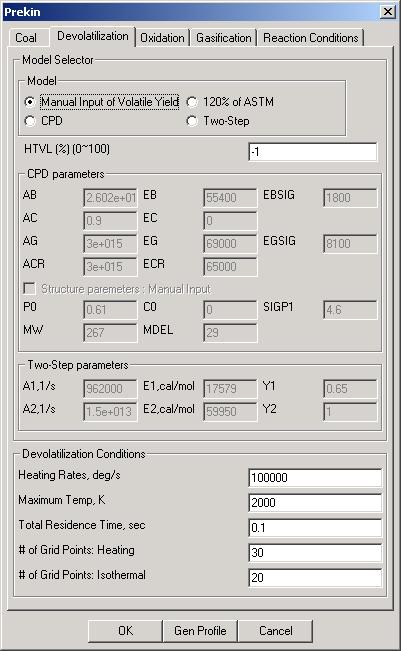 Prekin
Coal Devolatilization Oxidation Gasification Reaction Conditions
Model Selector
Model
Manual Input of Volatile Yield 120% of ASTM
CPD Two-Step
HTVL (%) (0~100) -1
CPD parameters
AB 2.602e+01 EB 55400 EBSIG 1800
AC 0.9 EC 0
AG 3e+015 EG 69000 EGSIG 8100
ACR 3e+015 ECR 65000
Structure paremeters : Manual Input
P0 0.61 C0 0 SIGP1 4.6
MW 267 MDEL 29
Two-Step parameters
A1,1/s 962000 E1,cal/mol 17579 Y1 0.65
A2,1/s 1.5e+013 E2,cal/mol 59950 Y2 1
Devolatilization Conditions
Heating Rates, deg/s 100000
Maximum Temp, K 2000
Total Residence Time, sec 0.1
# of Grid Points: Heating 30
# of Grid Points: Isothermal 20
OK Gen Profile Cancel